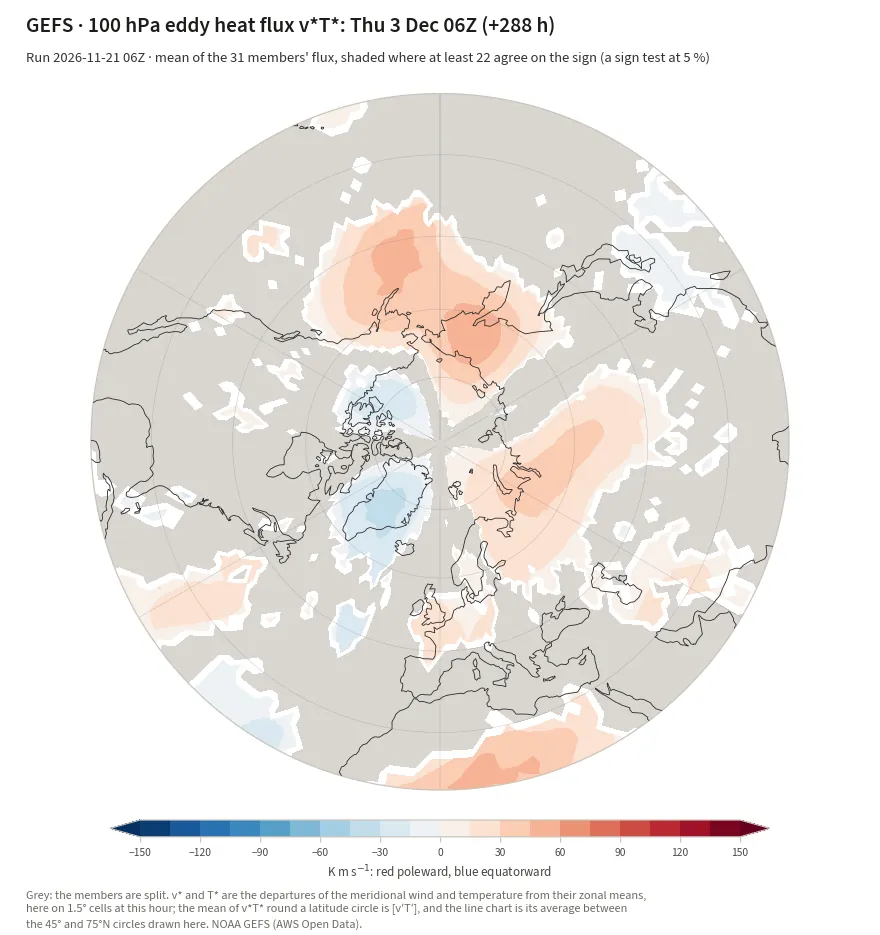 GEFS · 100 hPa eddy heat flux v*T*: Thu 3 Dec 06Z (+288 h)
Run 2026-11-21 06Z · mean of the 31 members' flux, shaded where at least 22 agree on the sign (a sign test at 5 %)
−150 −120 −90 −60 −30 0 30 60 90 120 150
K m s⁻¹: red poleward, blue equatorward
Grey: the members are split. v* and T* are the departures of the meridional wind and temperature from their zonal means,
here on 1.5° cells at this hour; the mean of v*T* round a latitude circle is [v′T′], and the line chart is its average between
the 45° and 75°N circles drawn here. NOAA GEFS (AWS Open Data).